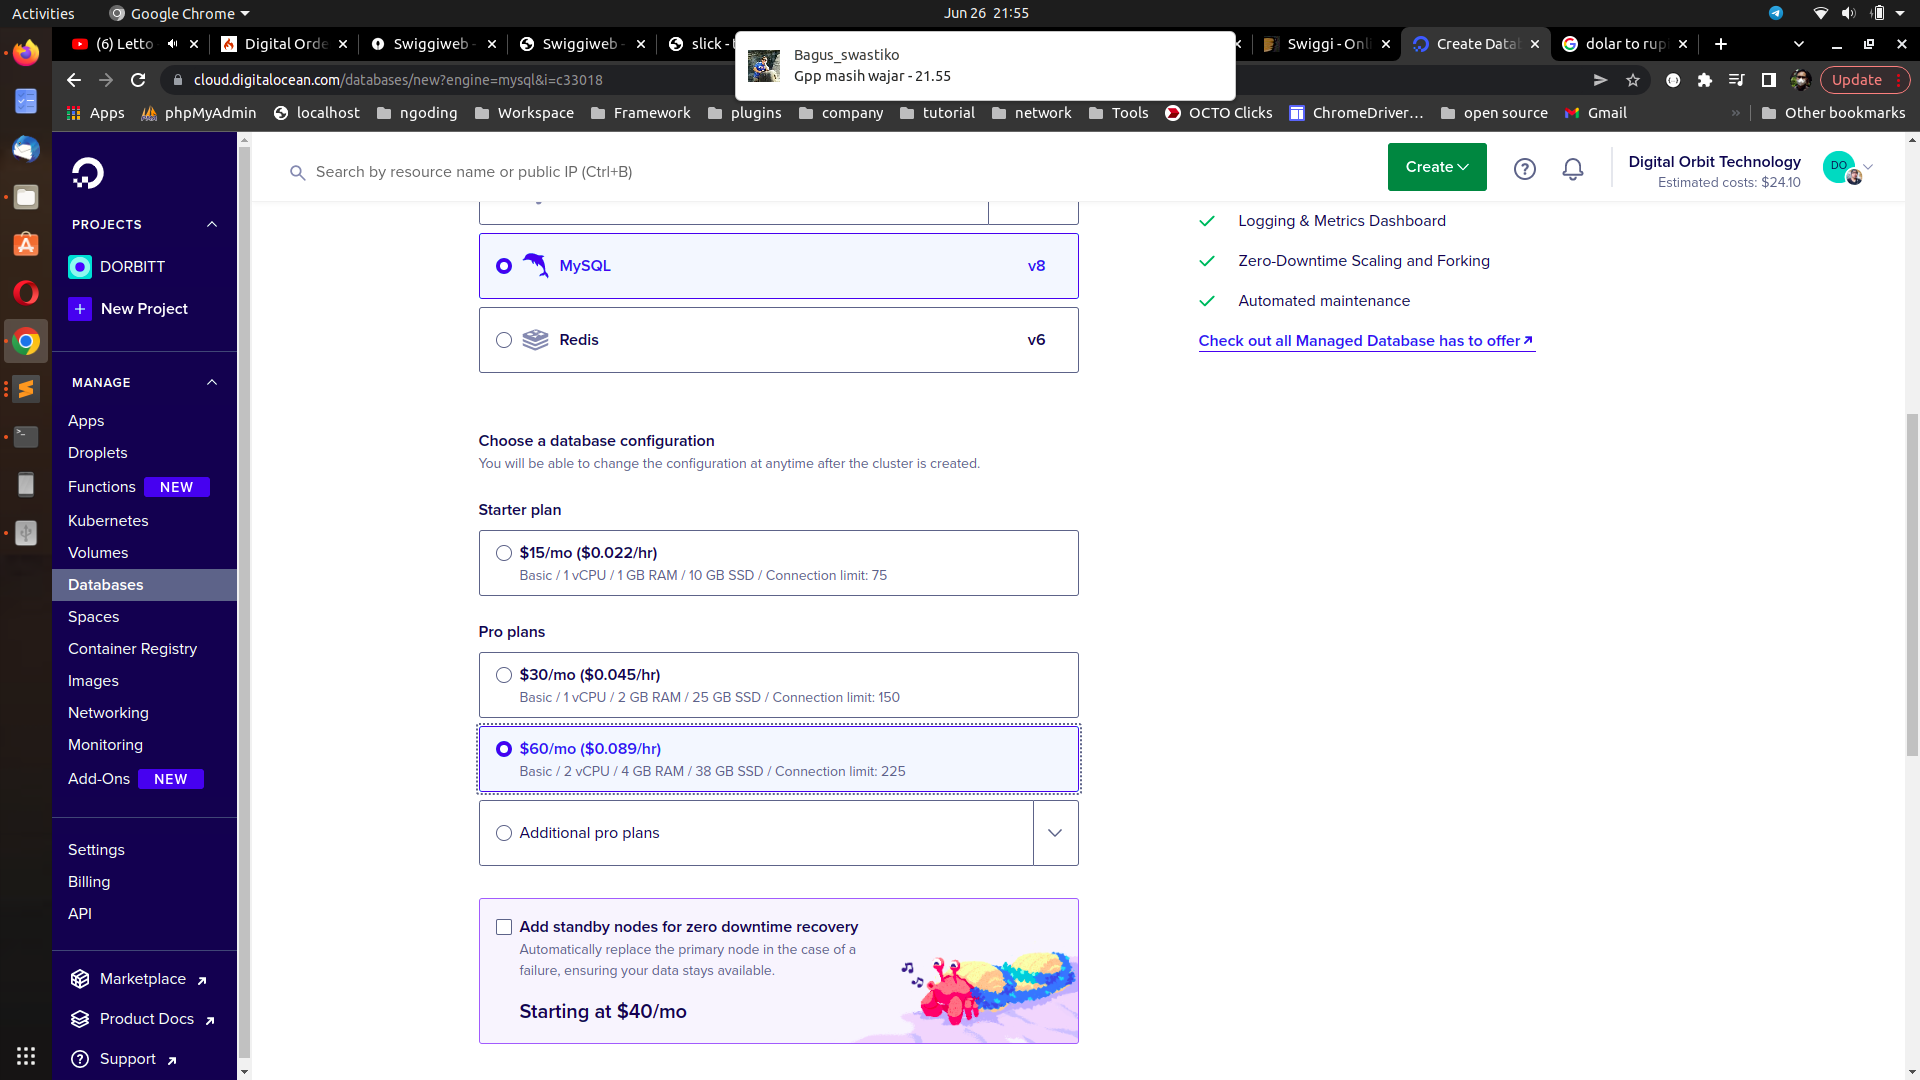 Activities
Google Chrome
Jun 26 21:55
(6) Letto
Digital Orde
Swiggiweb -
Swiggiweb -
slick - t
Swiggi - Onli
Create Datab
dolar to rupi
Bagus_swastiko
Gpp masih wajar - 21.55
cloud.digitalocean.com/databases/new?engine=mysql&i=c33018
Update
Apps
phpMyAdmin
localhost
ngoding
Workspace
Framework
plugins
company
tutorial
network
Tools
OCTO Clicks
ChromeDriver…
open source
Gmail
Other bookmarks
Search by resource name or public IP (Ctrl+B)
Create
Digital Orbit Technology
Estimated costs: $24.10
DO
PROJECTS
DORBITT
New Project
MANAGE
Apps
Droplets
Functions NEW
Kubernetes
Volumes
Databases
Spaces
Container Registry
Images
Networking
Monitoring
Add-Ons NEW
Settings
Billing
API
Marketplace
Product Docs
Support
MySQL v8
Redis v6
Choose a database configuration
You will be able to change the configuration at anytime after the cluster is created.
Starter plan
$15/mo ($0.022/hr)
Basic / 1 vCPU / 1 GB RAM / 10 GB SSD / Connection limit: 75
Pro plans
$30/mo ($0.045/hr)
Basic / 1 vCPU / 2 GB RAM / 25 GB SSD / Connection limit: 150
$60/mo ($0.089/hr)
Basic / 2 vCPU / 4 GB RAM / 38 GB SSD / Connection limit: 225
Additional pro plans
Add standby nodes for zero downtime recovery
Automatically replace the primary node in the case of a
failure, ensuring your data stays available.
Starting at $40/mo
Logging & Metrics Dashboard
Zero-Downtime Scaling and Forking
Automated maintenance
Check out all Managed Database has to offer